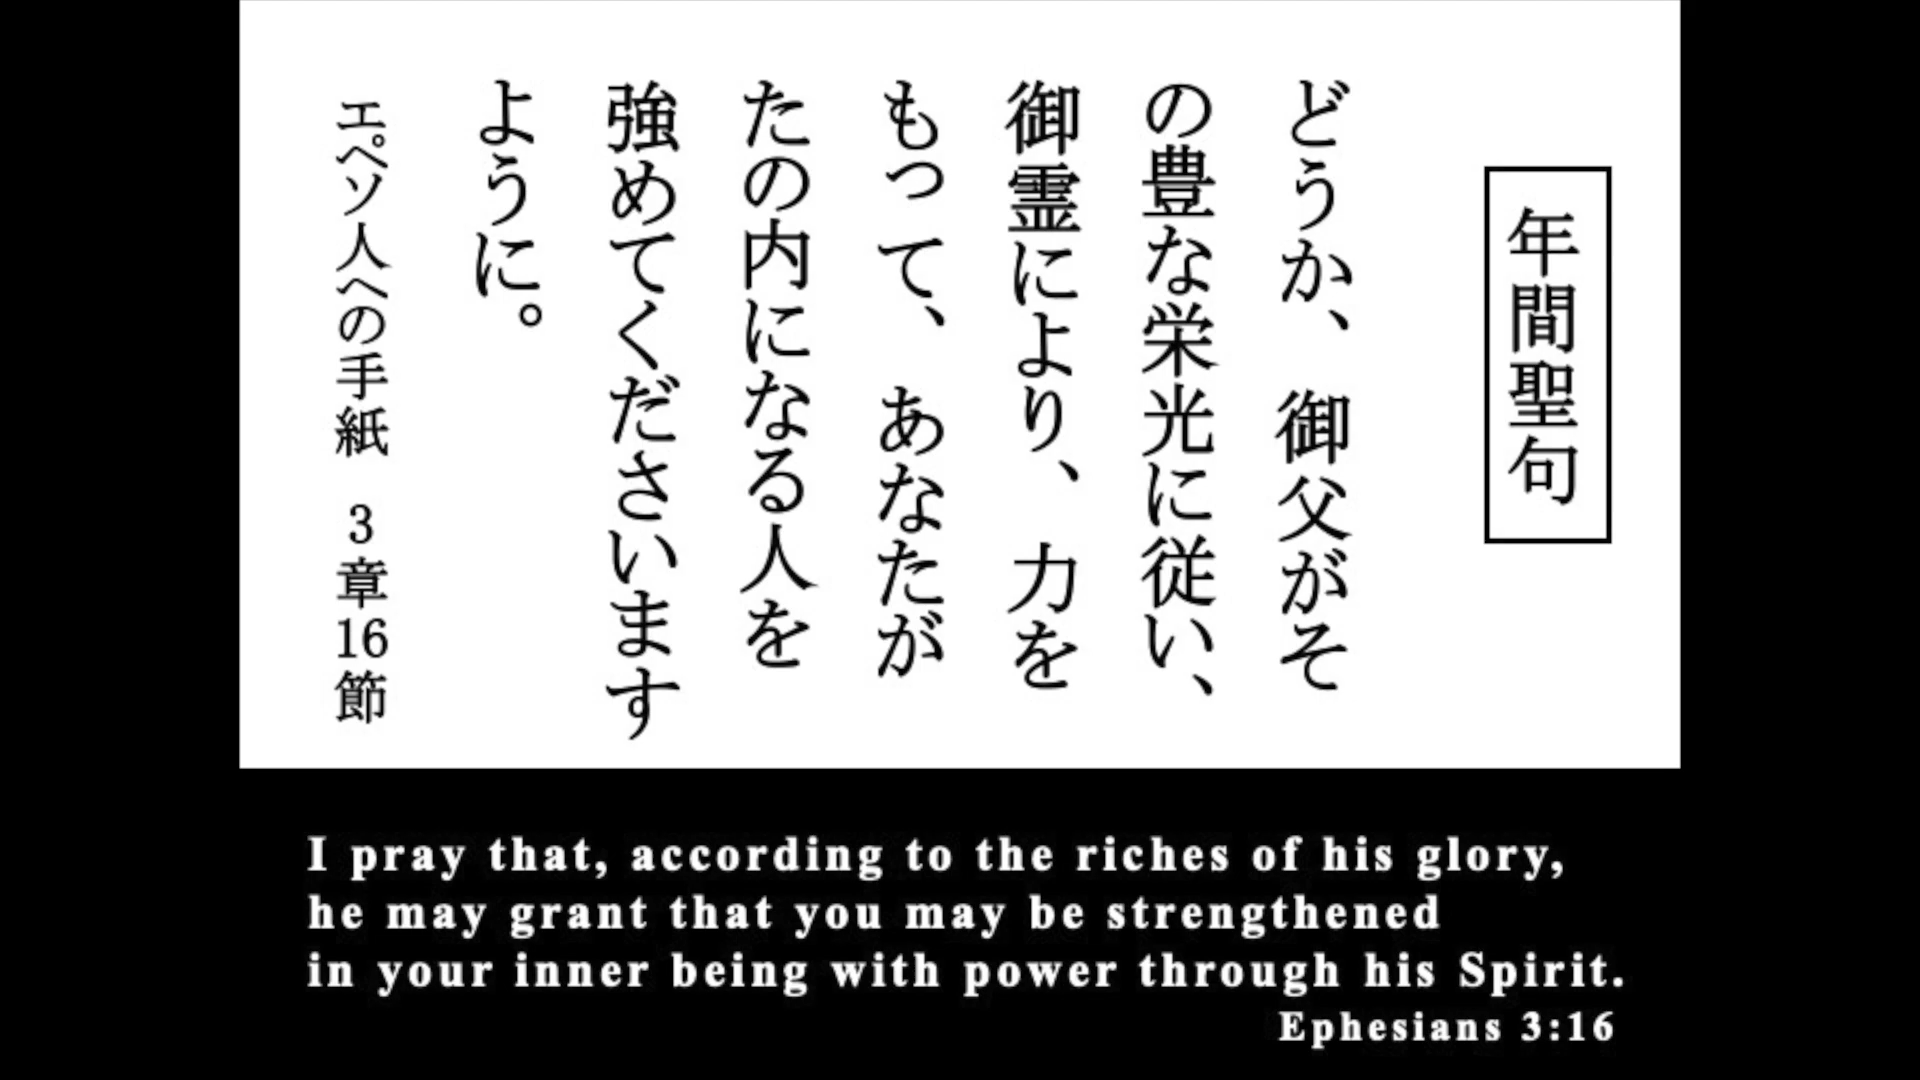 年間聖句
どうか、御父がそ
の豊な栄光に従い、
御霊により、力を
もって、あなたが
たの内になる人を
強めてくださいます
ように。
エペソ人への手紙　3章16節
I pray that, according to the riches of his glory,
he may grant that you may be strengthened
in your inner being with power through his Spirit.
Ephesians 3:16